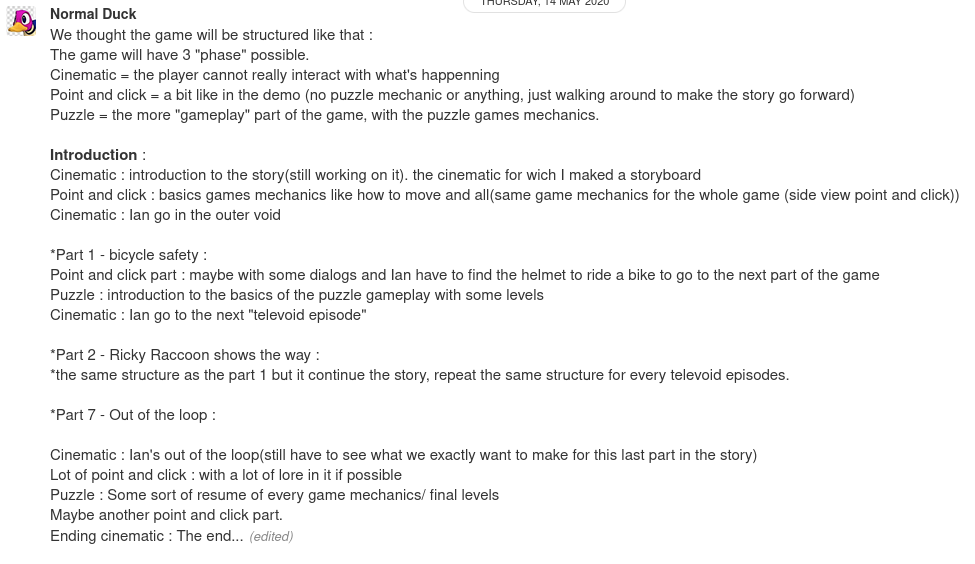 THURSDAY, 14 MAY 2020
Normal Duck
We thought the game will be structured like that :
The game will have 3 "phase" possible.
Cinematic = the player cannot really interact with what's happenning
Point and click = a bit like in the demo (no puzzle mechanic or anything, just walking around to make the story go forward)
Puzzle = the more "gameplay" part of the game, with the puzzle games mechanics.
Introduction :
Cinematic : introduction to the story(still working on it). the cinematic for wich I maked a storyboard
Point and click : basics games mechanics like how to move and all(same game mechanics for the whole game (side view point and click))
Cinematic : Ian go in the outer void
*Part 1 - bicycle safety :
Point and click part : maybe with some dialogs and Ian have to find the helmet to ride a bike to go to the next part of the game
Puzzle : introduction to the basics of the puzzle gameplay with some levels
Cinematic : Ian go to the next "televoid episode"
*Part 2 - Ricky Raccoon shows the way :
*the same structure as the part 1 but it continue the story, repeat the same structure for every televoid episodes.
*Part 7 - Out of the loop :
Cinematic : Ian's out of the loop(still have to see what we exactly want to make for this last part in the story)
Lot of point and click : with a lot of lore in it if possible
Puzzle : Some sort of resume of every game mechanics/ final levels
Maybe another point and click part.
Ending cinematic : The end... (edited)